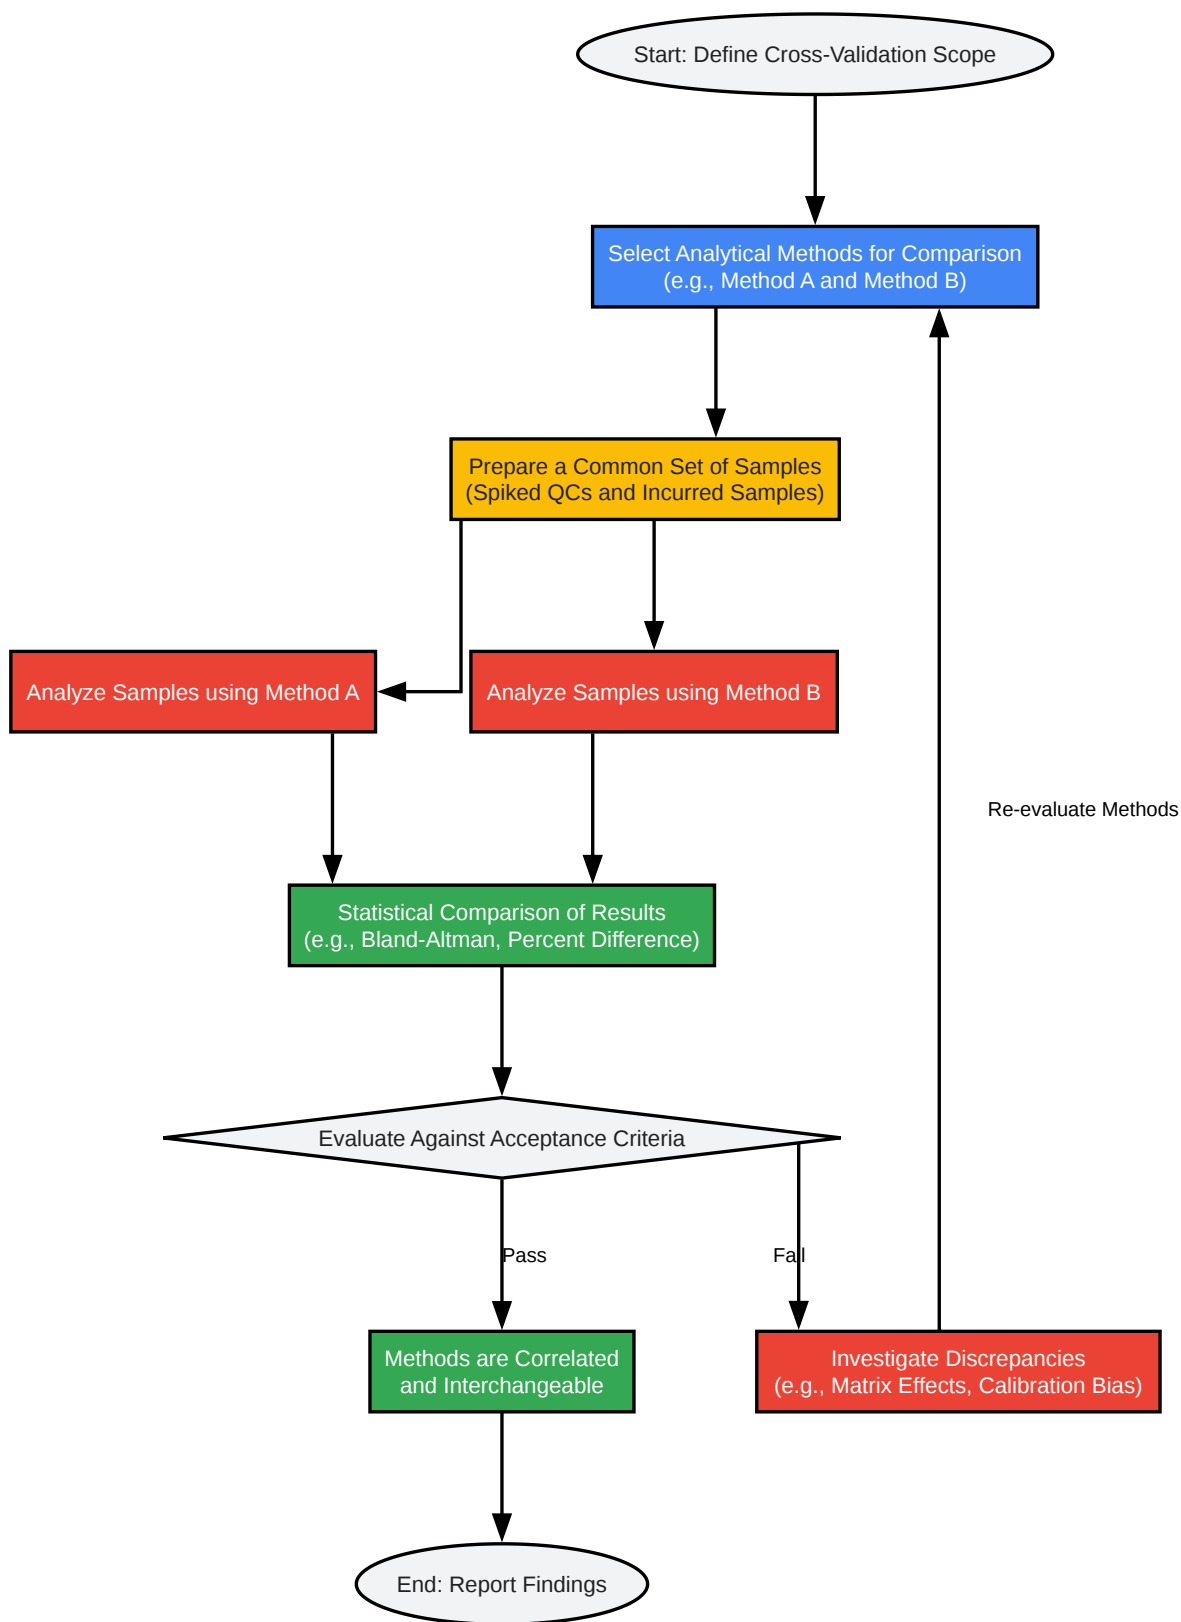 Start: Define Cross-Validation Scope
Select Analytical Methods for Comparison
(e.g., Method A and Method B)
Prepare a Common Set of Samples
(Spiked QCs and Incurred Samples)
Analyze Samples using Method A
Analyze Samples using Method B
Re-evaluate Methods
Statistical Comparison of Results
(e.g., Bland-Altman, Percent Difference)
Evaluate Against Acceptance Criteria
Pass
Fail
Methods are Correlated
and Interchangeable
Investigate Discrepancies
(e.g., Matrix Effects, Calibration Bias)
End: Report Findings